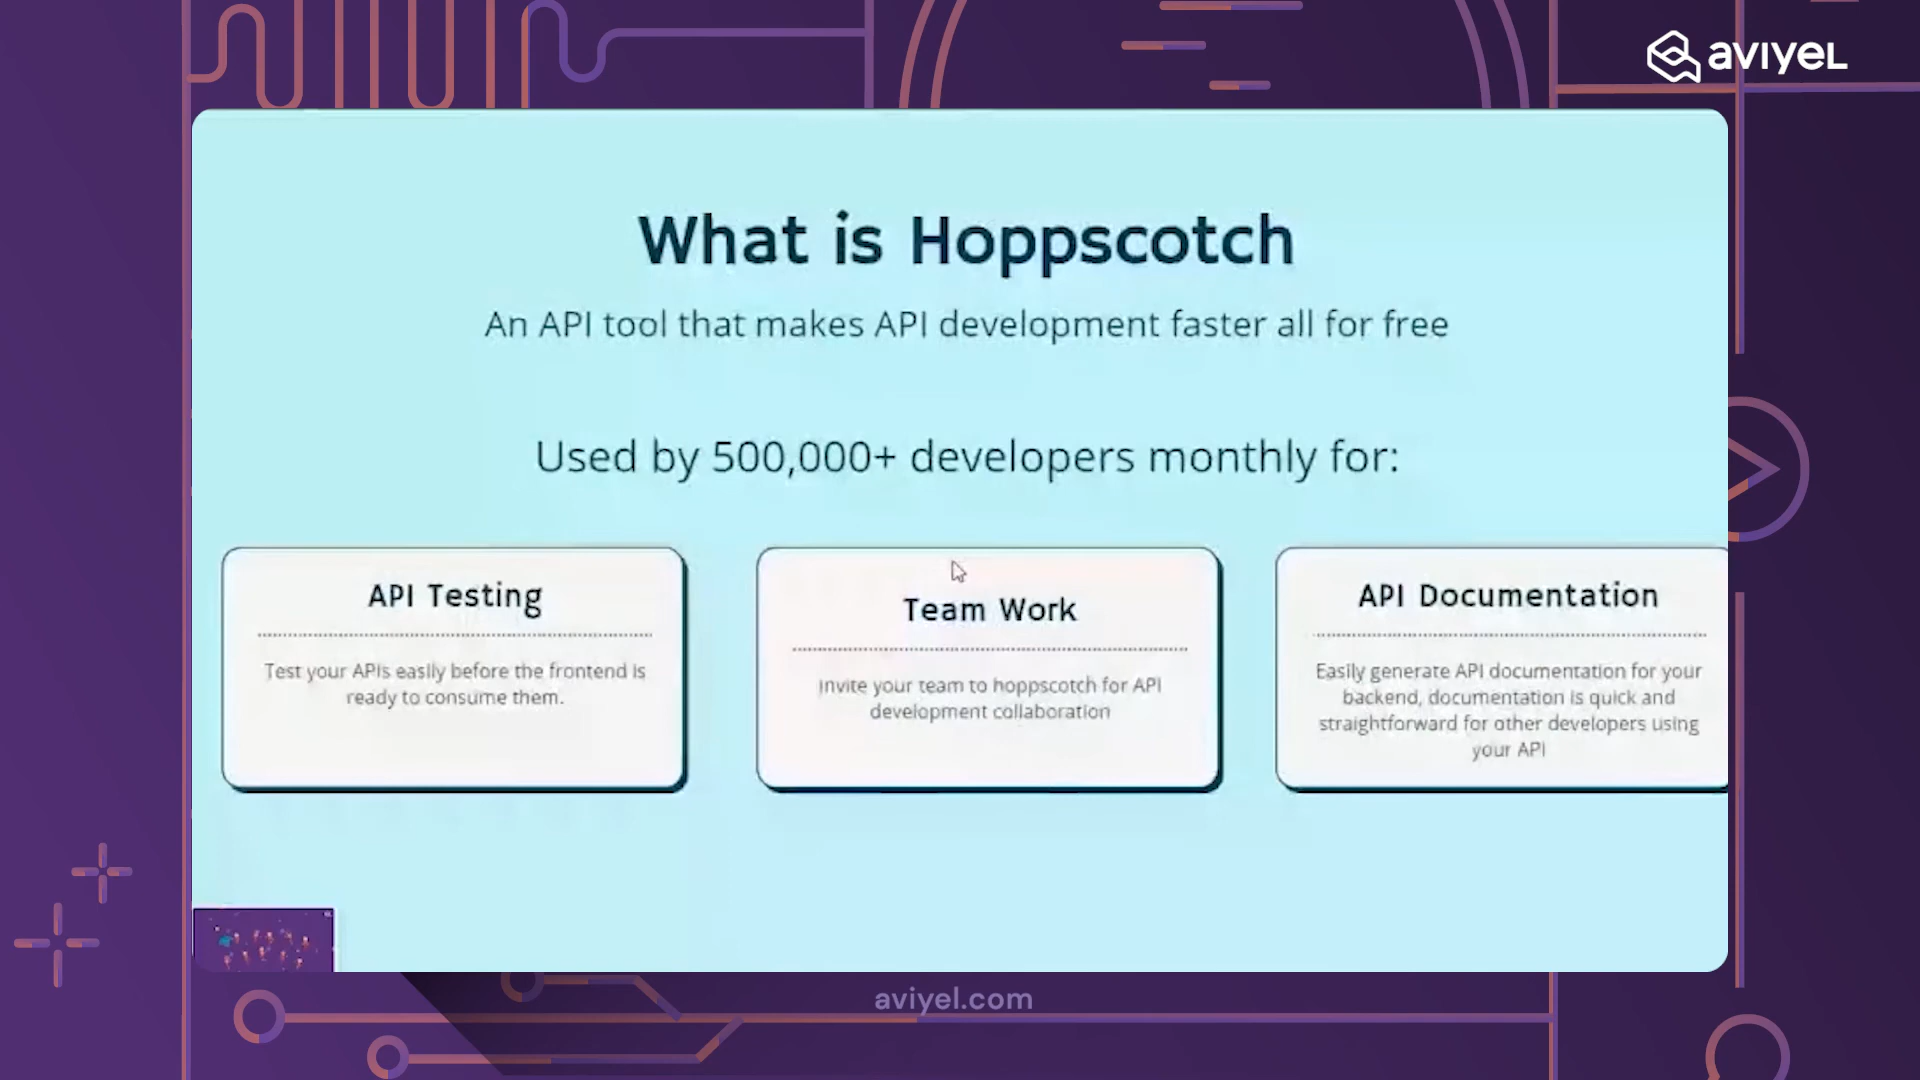 aviyel
What is Hoppscotch
An API tool that makes API development faster all for free
Used by 500,000+ developers monthly for:
API Testing
Test your APIs easily before the frontend is
ready to consume them.
Team Work
Invite your team to hoppscotch for API
development collaboration
API Documentation
Easily generate API documentation for your
backend, documentation is quick and
straightforward for other developers using
your API
aviyel.com